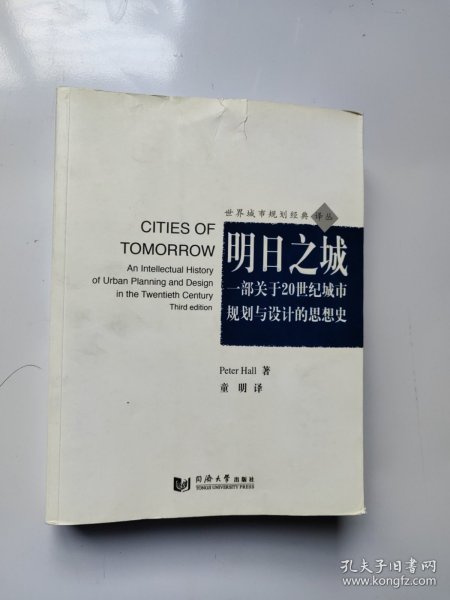 世界城市规划经典译丛
CITIES OF
TOMORROW
An Intellectual History
of Urban Planning and Design
in the Twentieth Century
Third edition
明日之城
一部关于20世纪城市
规划与设计的思想史
Peter Hall 著
童 明 译
同济大学出版社
TONGJI UNIVERSITY PRESS
孔夫子旧书网
www.kongfz.com